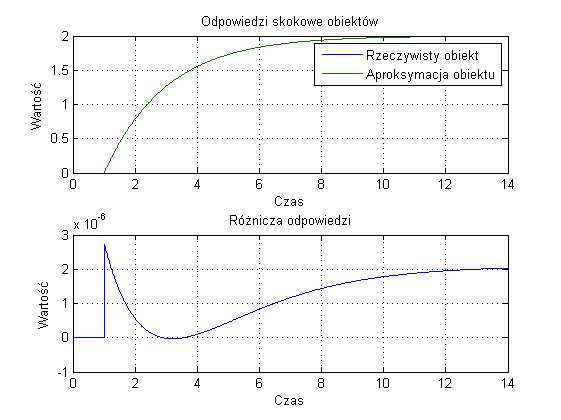 Odpowiedzi skokowe obiektów
Wartość
2
1.5
1
0.5
0
Rzeczywisty obiekt
Aproksymacja obiektu
0 2 4 6 8 10 12 14
Czas
Różnicza odpowiedzi
x 10^-6
Wartość
3
2
1
0
-1
0 2 4 6 8 10 12 14
Czas